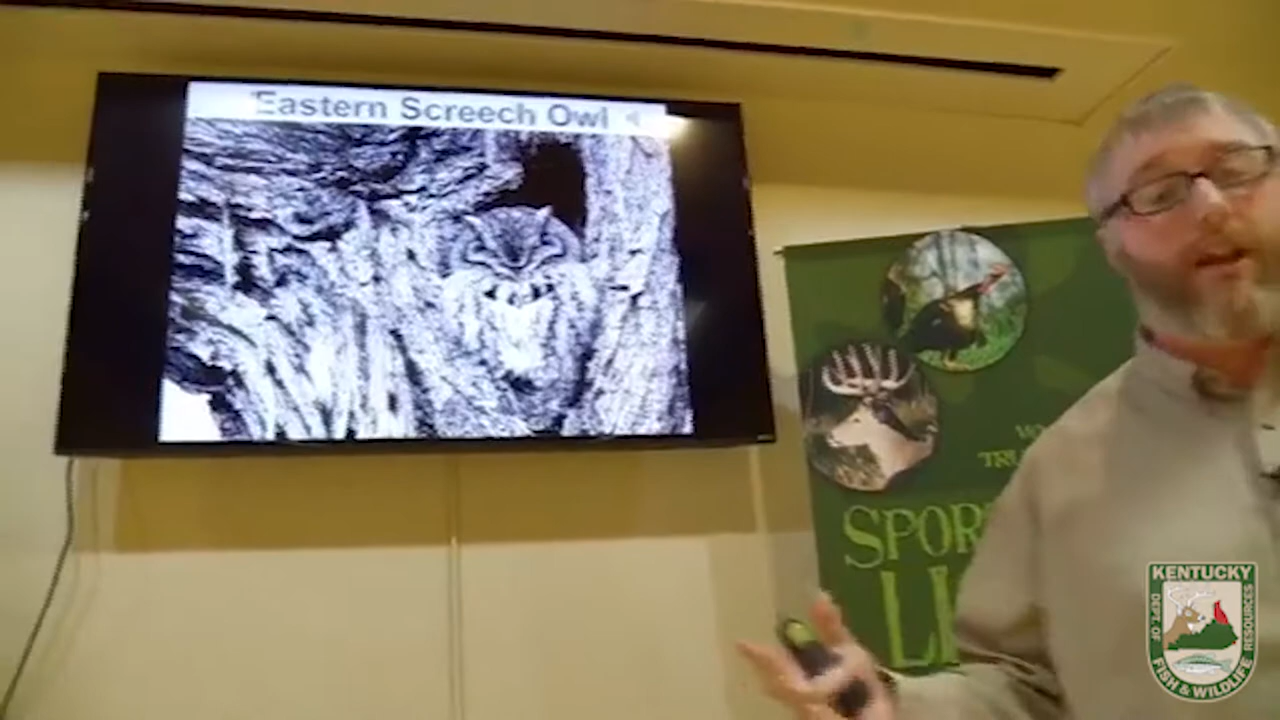 Eastern Screech Owl
SPOR
KENTUCKY
DEPT. OF
FISH & WILDLIFE
RESOURCES